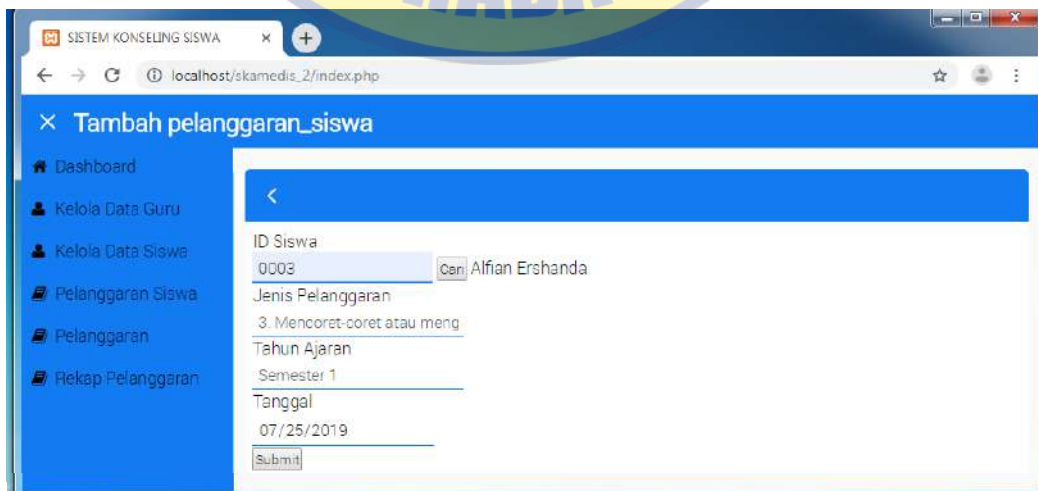 SISTEM KONSELING SISWA
localhost/skamedis_2/index.php
Tambah pelanggaran_siswa
Dashboard
Kelola Data Guru
Kelola Data Siswa
Pelanggaran Siswa
Pelanggaran
Rekap Pelanggaran
ID Siswa
0003 Cari Alfian Ershanda
Jenis Pelanggaran
3. Mencoret-coret atau meng
Tahun Ajaran
Semester 1
Tanggal
07/25/2019
Submit